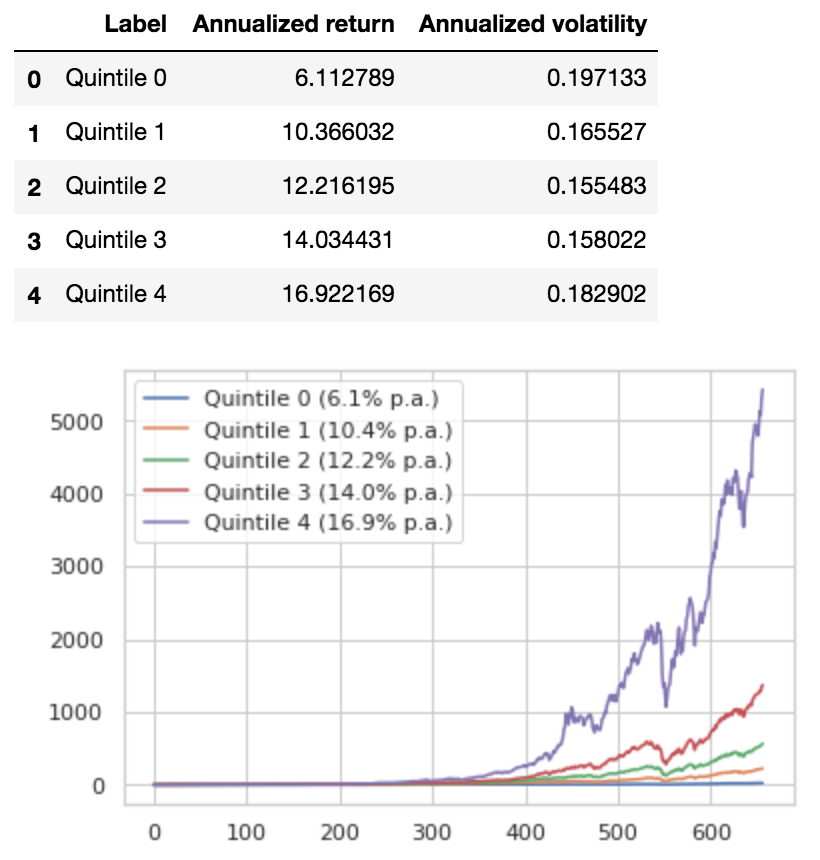 Label Annualized return Annualized volatility
0 Quintile 0 6.112789 0.197133
1 Quintile 1 10.366032 0.165527
2 Quintile 2 12.216195 0.155483
3 Quintile 3 14.034431 0.158022
4 Quintile 4 16.922169 0.182902
Quintile 0 (6.1% p.a.)
Quintile 1 (10.4% p.a.)
Quintile 2 (12.2% p.a.)
Quintile 3 (14.0% p.a.)
Quintile 4 (16.9% p.a.)
5000
4000
3000
2000
1000
0
0 100 200 300 400 500 600